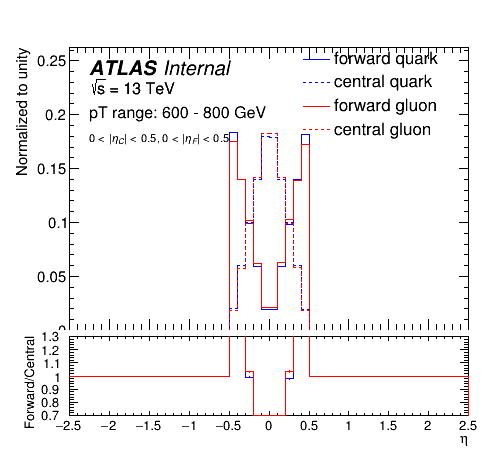 ATLAS Internal
√s = 13 TeV
pT range: 600 - 800 GeV
0 < |η_C| < 0.5, 0 < |η_F| < 0.5
forward quark
central quark
forward gluon
central gluon
Normalized to unity
0.25
0.2
0.15
0.1
0.05
0
Forward/Central
1.3
1.2
1.1
1
0.9
0.8
0.7
−2.5 −2 −1.5 −1 −0.5 0 0.5 1 1.5 2 2.5
η